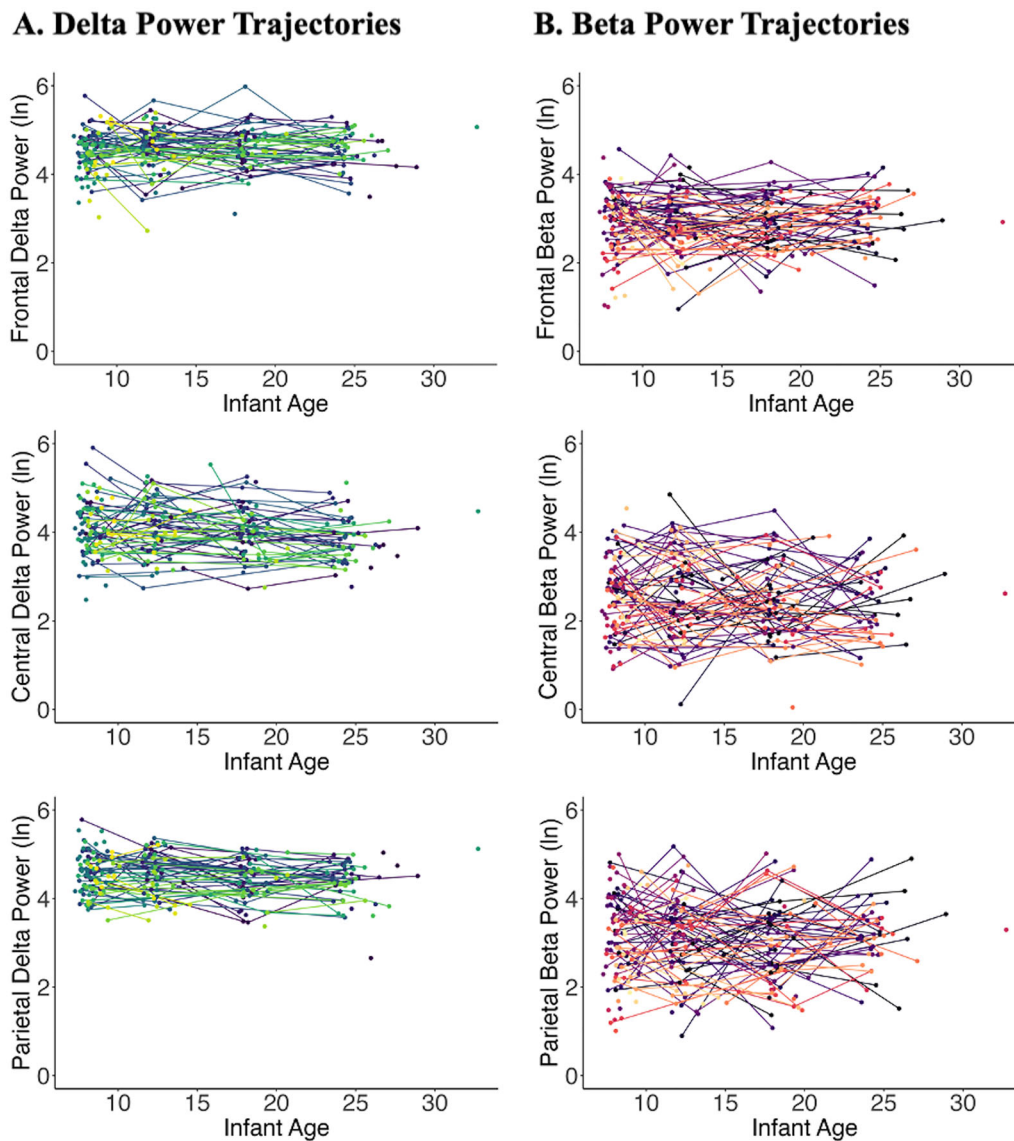 A. Delta Power Trajectories
B. Beta Power Trajectories
Frontal Delta Power (ln)
6
4
2
0
10 15 20 25 30
Infant Age
Frontal Beta Power (ln)
6
4
2
0
10 15 20 25 30
Infant Age
Central Delta Power (ln)
6
4
2
0
10 15 20 25 30
Infant Age
Central Beta Power (ln)
6
4
2
0
10 15 20 25 30
Infant Age
Parietal Delta Power (ln)
6
4
2
0
10 15 20 25 30
Infant Age
Parietal Beta Power (ln)
6
4
2
0
10 15 20 25 30
Infant Age